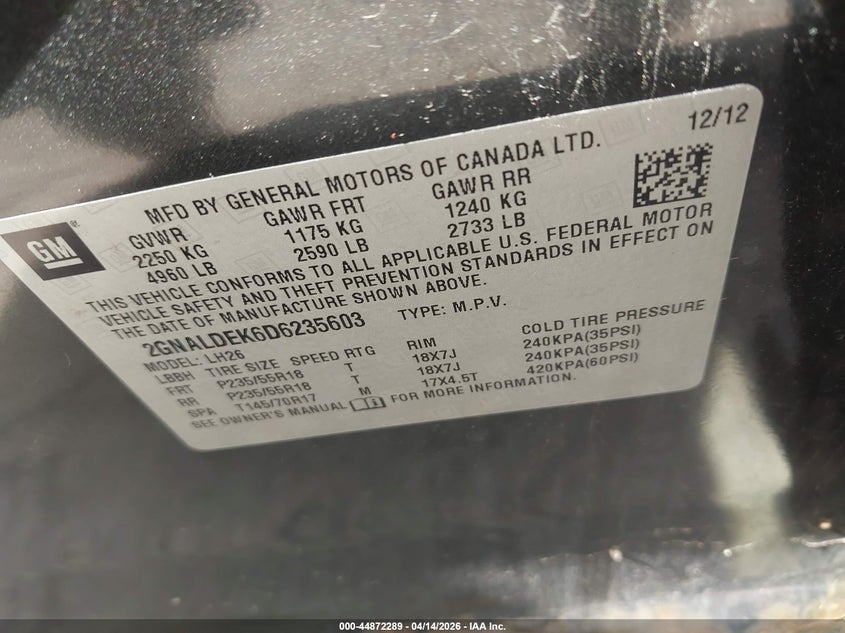 12/12
MFD BY GENERAL MOTORS OF CANADA LTD.
GM®
GVWR GAWR FRT GAWR RR
2250 KG 1175 KG 1240 KG
4960 LB 2590 LB 2733 LB
THIS VEHICLE CONFORMS TO ALL APPLICABLE U.S. FEDERAL MOTOR
VEHICLE SAFETY AND THEFT PREVENTION STANDARDS IN EFFECT ON
THE DATE OF MANUFACTURE SHOWN ABOVE.
2GNALDEK6D6235603 TYPE: M.P.V.
MODEL: LH26
LBBH TIRE SIZE SPEED RTG RIM COLD TIRE PRESSURE
FRT P235/55R18 T 18X7J 240KPA(35PSI)
RR P235/55R18 T 18X7J 240KPA(35PSI)
SPA T145/70R17 M 17X4.5T 420KPA(60PSI)
SEE OWNER'S MANUAL FOR MORE INFORMATION.
000-44872289 - 04/14/2026 - IAA Inc.